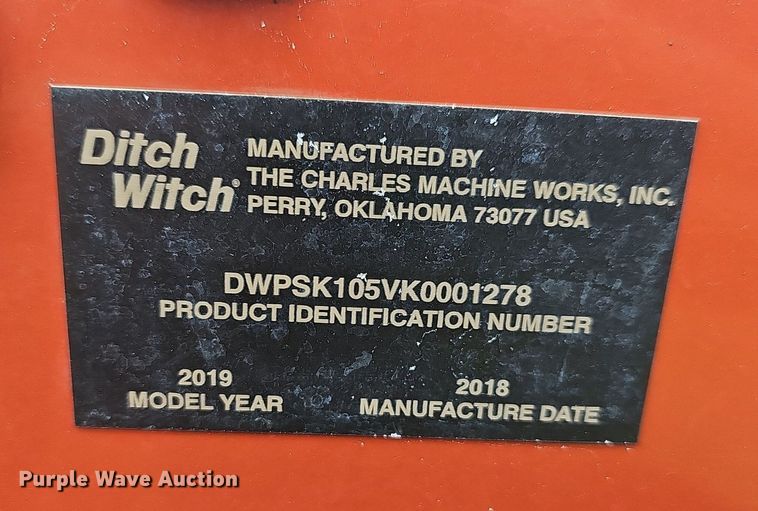 Ditch
Witch®
MANUFACTURED BY
THE CHARLES MACHINE WORKS, INC.
PERRY, OKLAHOMA 73077 USA
DWPSK105VK0001278
PRODUCT IDENTIFICATION NUMBER
2019
MODEL YEAR
2018
MANUFACTURE DATE
Purple Wave Auction